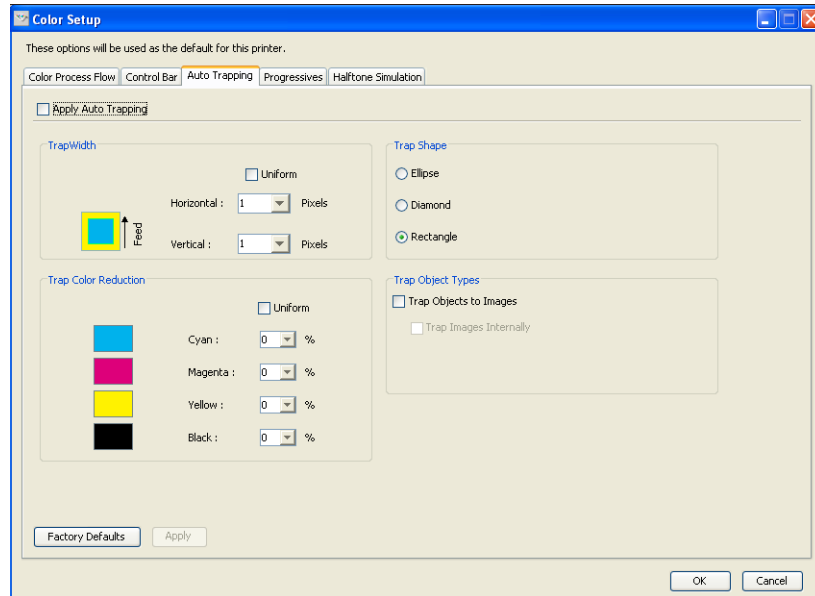 Color Setup
These options will be used as the default for this printer.
Color Process Flow Control Bar Auto Trapping Progressives Halftone Simulation
Apply Auto Trapping
TrapWidth
Uniform
Horizontal : 1 Pixels
Feed
Vertical : 1 Pixels
Trap Shape
Ellipse
Diamond
Rectangle
Trap Color Reduction
Uniform
Cyan : 0 %
Magenta : 0 %
Yellow : 0 %
Black : 0 %
Trap Object Types
Trap Objects to Images
Trap Images Internally
Factory Defaults Apply
OK Cancel